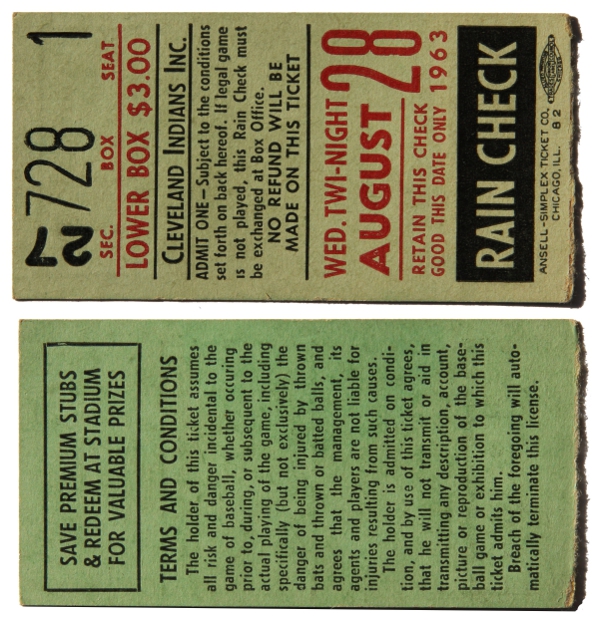 27 728 1
SEC. BOX SEAT
LOWER BOX $3.00
CLEVELAND INDIANS INC.
ADMIT ONE—Subject to the conditions
set forth on back hereof. If legal game
is not played, this Rain Check must
be exchanged at Box Office.
NO REFUND WILL BE
MADE ON THIS TICKET
WED. TWI-NIGHT
AUGUST 28
RETAIN THIS CHECK
GOOD THIS DATE ONLY 1963
RAIN CHECK
ANSELL-SIMPLEX TICKET CO.
CHICAGO, ILL. 82
SAVE PREMIUM STUBS
& REDEEM AT STADIUM
FOR VALUABLE PRIZES
TERMS AND CONDITIONS
The holder of this ticket assumes
all risk and danger incidental to the
game of baseball, whether occuring
prior to, during, or subsequent to the
actual playing of the game, including
specifically (but not exclusively) the
danger of being injured by thrown
bats and thrown or batted balls, and
agrees that the management, its
agents and players are not liable for
injuries resulting from such causes.
The holder is admitted on condi-
tion, and by use of this ticket agrees,
that he will not transmit or aid in
transmitting any description, account,
picture or reproduction of the base-
ball game or exhibition to which this
ticket admits him.
Breach of the foregoing will auto-
matically terminate this license.